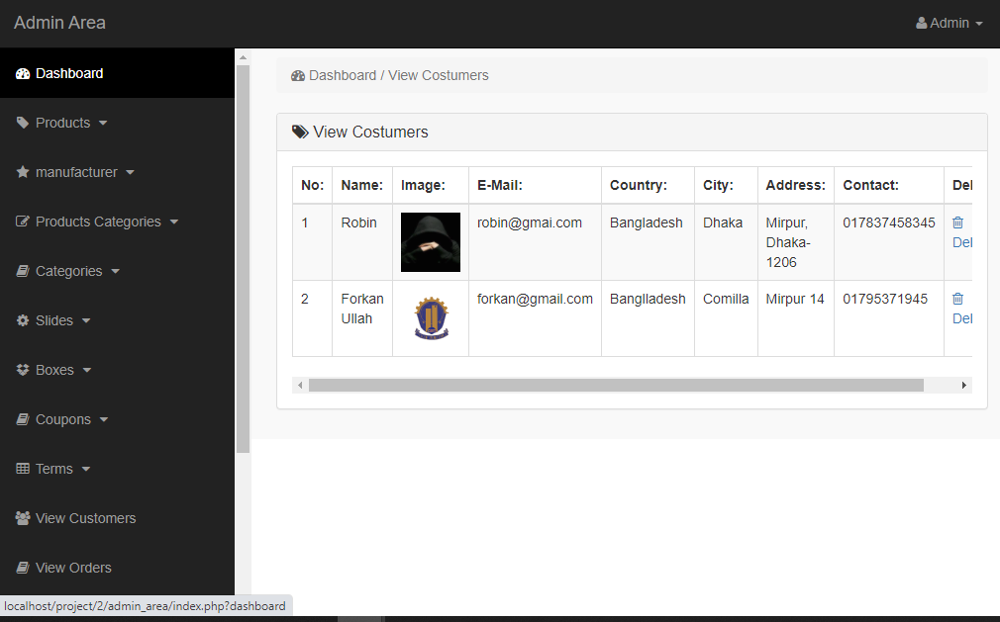 Admin Area
Admin
Dashboard
Products
manufacturer
Products Categories
Categories
Slides
Boxes
Coupons
Terms
View Customers
View Orders
localhost/project/2/admin_area/index.php?dashboard
Dashboard / View Costumers
View Costumers
No: Name: Image: E-Mail: Country: City: Address: Contact: Del
1 Robin robin@gmai.com Bangladesh Dhaka Mirpur, 017837458345
Dhaka- Del
1206
2 Forkan forkan@gmail.com Banglladesh Comilla Mirpur 14 01795371945
Ullah Del